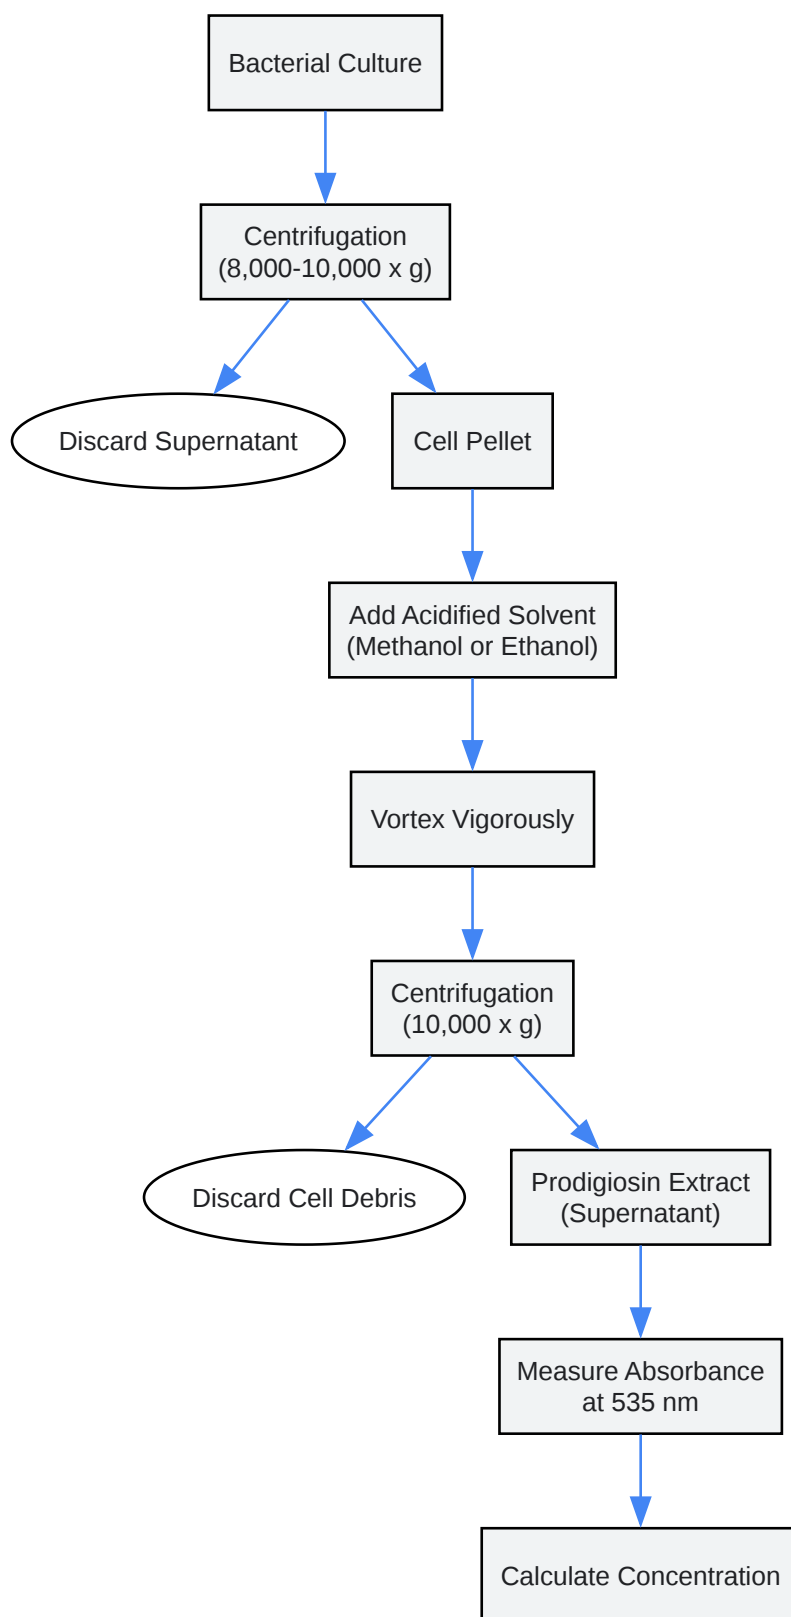 Bacterial Culture
Centrifugation
(8,000-10,000 x g)
Discard Supernatant
Cell Pellet
Add Acidified Solvent
(Methanol or Ethanol)
Vortex Vigorously
Centrifugation
(10,000 x g)
Discard Cell Debris
Prodigiosin Extract
(Supernatant)
Measure Absorbance
at 535 nm
Calculate Concentration